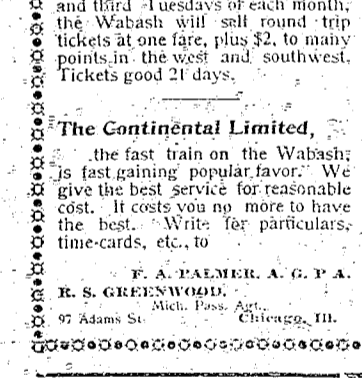 and third Tuesdays of each month,
the Wabash will sell round trip
tickets at one fare, plus $2, to many
points in the west and southwest.
Tickets good 21 days.
The Continental Limited,
the fast train on the Wabash,
is fast gaining popular favor. We
give the best service for reasonable
cost. It costs you no more to have
the best. Write for particulars,
time-cards, etc., to
F. A. PALMER, A. G. P. A.
R. S. GREENWOOD,
Mich. Pass. Agt.,
97 Adams St. Chicago, Ill.